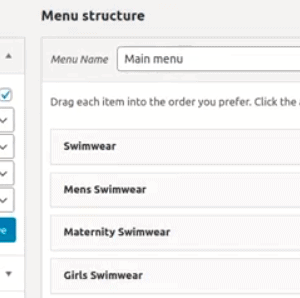 Menu structure
Menu Name Main menu
Drag each item into the order you prefer. Click the
Swimwear
Mens Swimwear
Maternity Swimwear
Girls Swimwear